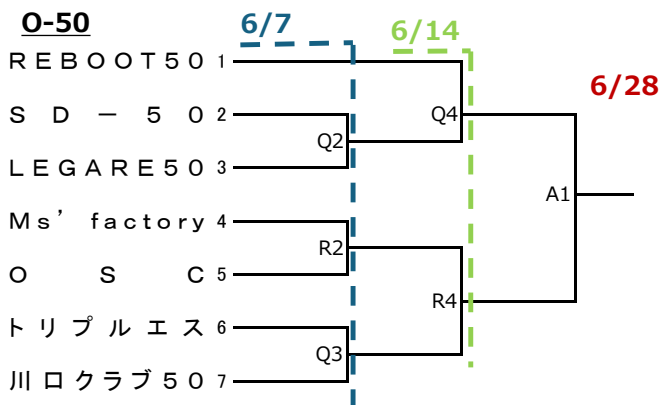 O-50
6/7
6/14
6/28
ＲＥＢＯＯＴ５０ 1
ＳＤ－５０ 2
Q4
Q2
ＬＥＧＡＲＥ５０ 3
A1
Ｍｓ’ｆａｃｔｏｒｙ 4
R2
ＯＳＣ 5
R4
トリプルエス 6
Q3
川口クラブ５０ 7